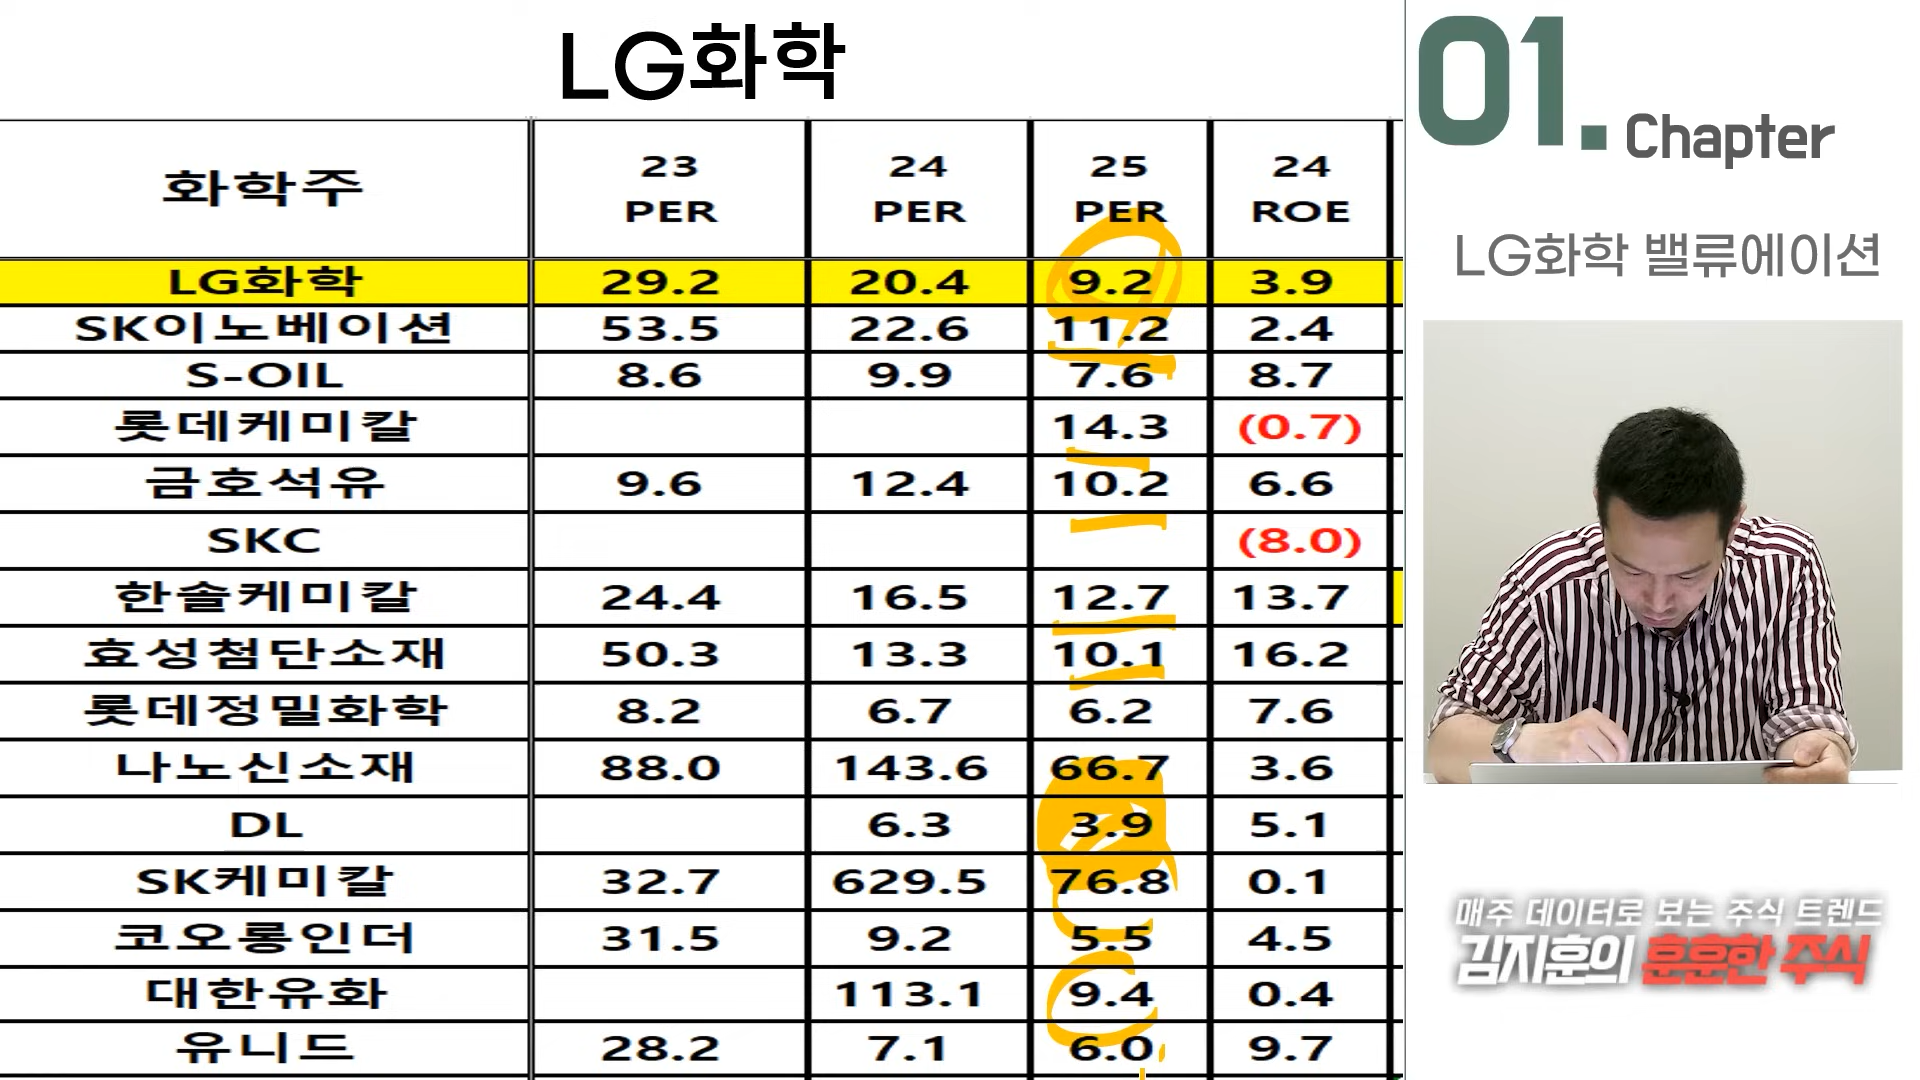 LG화학
화학주 23 PER 24 PER 25 PER 24 ROE
LG화학 29.2 20.4 9.2 3.9
SK이노베이션 53.5 22.6 11.2 2.4
S-OIL 8.6 9.9 7.6 8.7
롯데케미칼 14.3 (0.7)
금호석유 9.6 12.4 10.2 6.6
SKC (8.0)
한솔케미칼 24.4 16.5 12.7 13.7
효성첨단소재 50.3 13.3 10.1 16.2
롯데정밀화학 8.2 6.7 6.2 7.6
나노신소재 88.0 143.6 66.7 3.6
DL 6.3 3.9 5.1
SK케미칼 32.7 629.5 76.8 0.1
코오롱인더 31.5 9.2 5.5 4.5
대한유화 113.1 9.4 0.4
유니드 28.2 7.1 6.0 9.7
01. Chapter
LG화학 밸류에이션
매주 데이터로 보는 주식 트렌드
김지훈의 훈훈한 주식